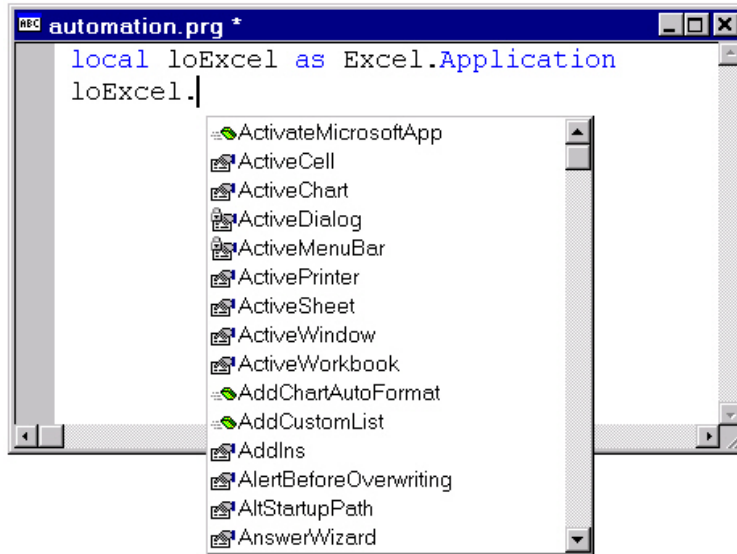 ABC automation.prg *
local loExcel as Excel.Application
loExcel.
ActivateMicrosoftApp
ActiveCell
ActiveChart
ActiveDialog
ActiveMenuBar
ActivePrinter
ActiveSheet
ActiveWindow
ActiveWorkbook
AddChartAutoFormat
AddCustomList
AddIns
AlertBeforeOverwriting
AltStartupPath
AnswerWizard